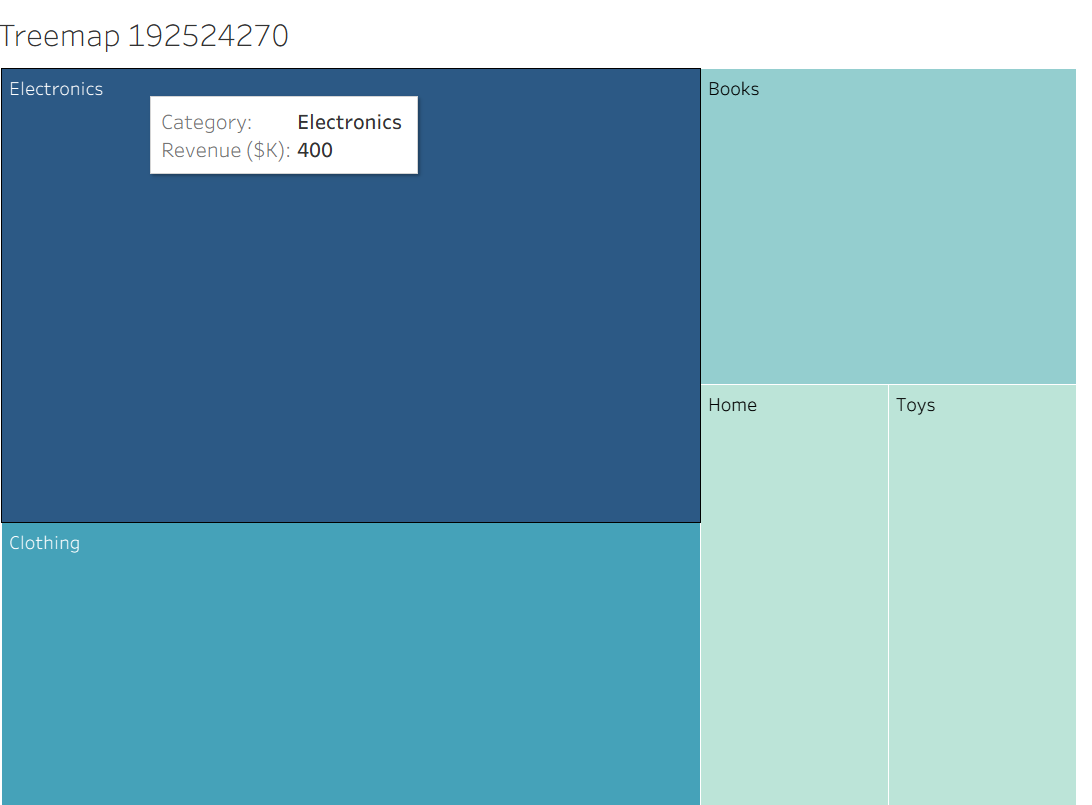 Treemap 192524270
Electronics
Category: Electronics
Revenue ($K): 400
Books
Home
Toys
Clothing